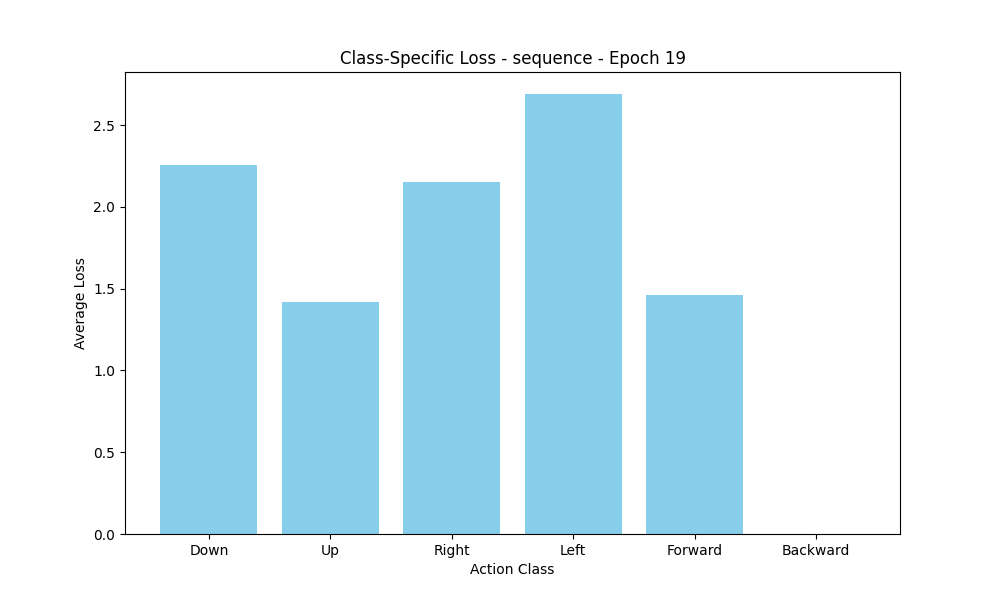 Class-Specific Loss - sequence - Epoch 19
Average Loss
2.5
2.0
1.5
1.0
0.5
0.0
Down Up Right Left Forward Backward
Action Class